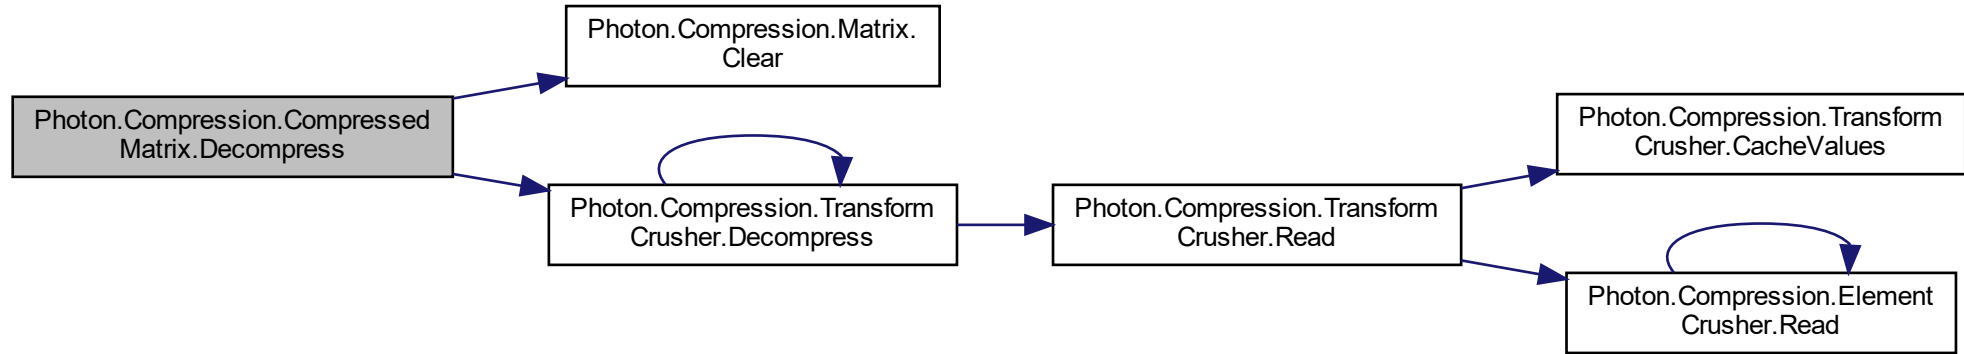 Photon.Compression.Compressed
Matrix.Decompress
Photon.Compression.Matrix.
Clear
Photon.Compression.Transform
Crusher.Decompress
Photon.Compression.Transform
Crusher.Read
Photon.Compression.Transform
Crusher.CacheValues
Photon.Compression.Element
Crusher.Read